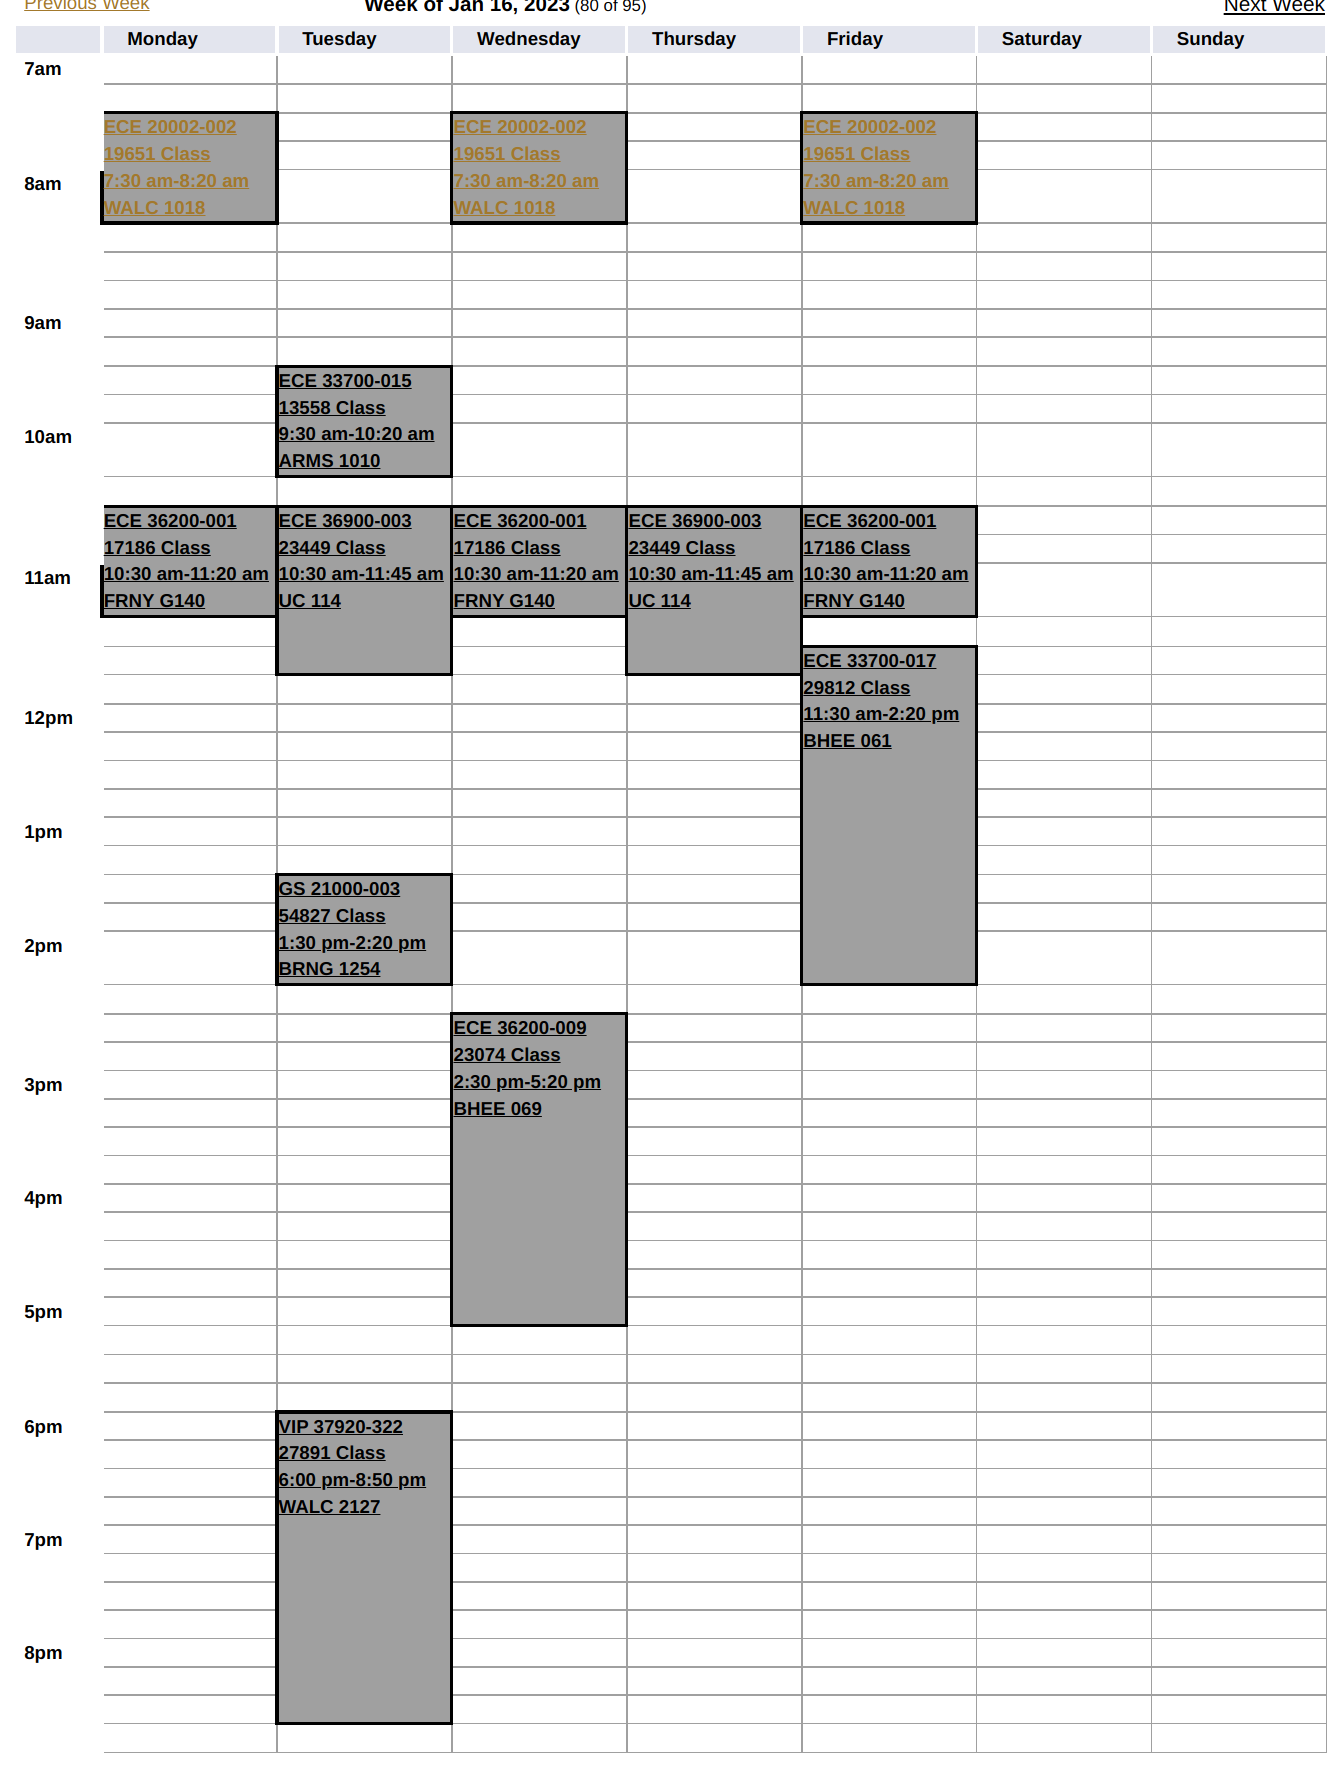 Previous Week Week of Jan 16, 2023 (80 of 95) Next Week
Monday Tuesday Wednesday Thursday Friday Saturday Sunday
7am
ECE 20002-002 ECE 20002-002 ECE 20002-002
19651 Class 19651 Class 19651 Class
8am 7:30 am-8:20 am 7:30 am-8:20 am 7:30 am-8:20 am
WALC 1018 WALC 1018 WALC 1018
9am
ECE 33700-015
13558 Class
10am 9:30 am-10:20 am
ARMS 1010
ECE 36200-001 ECE 36900-003 ECE 36200-001 ECE 36900-003 ECE 36200-001
17186 Class 23449 Class 17186 Class 23449 Class 17186 Class
11am 10:30 am-11:20 am 10:30 am-11:45 am 10:30 am-11:20 am 10:30 am-11:45 am 10:30 am-11:20 am
FRNY G140 UC 114 FRNY G140 UC 114 FRNY G140
ECE 33700-017
29812 Class
12pm 11:30 am-2:20 pm
BHEE 061
1pm
GS 21000-003
54827 Class
2pm 1:30 pm-2:20 pm
BRNG 1254
ECE 36200-009
23074 Class
3pm 2:30 pm-5:20 pm
BHEE 069
4pm
5pm
6pm VIP 37920-322
27891 Class
6:00 pm-8:50 pm
WALC 2127
7pm
8pm